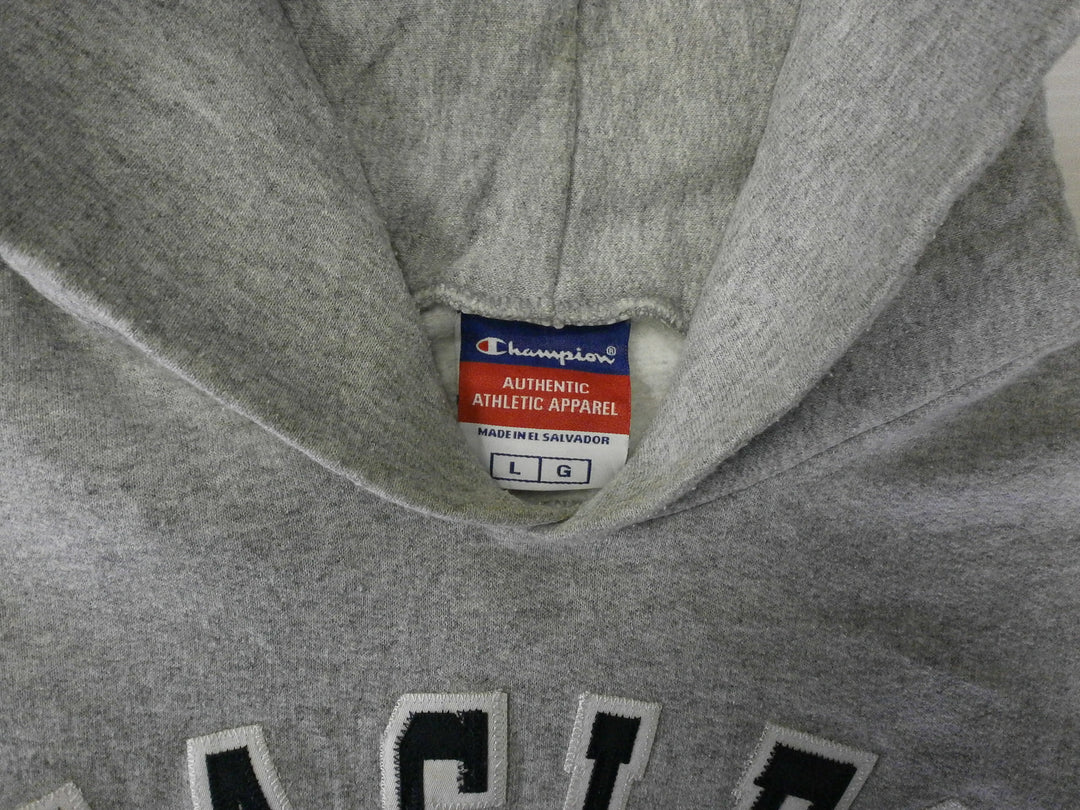 Champion®
AUTHENTIC
ATHLETIC APPAREL
MADE IN EL SALVADOR
L G